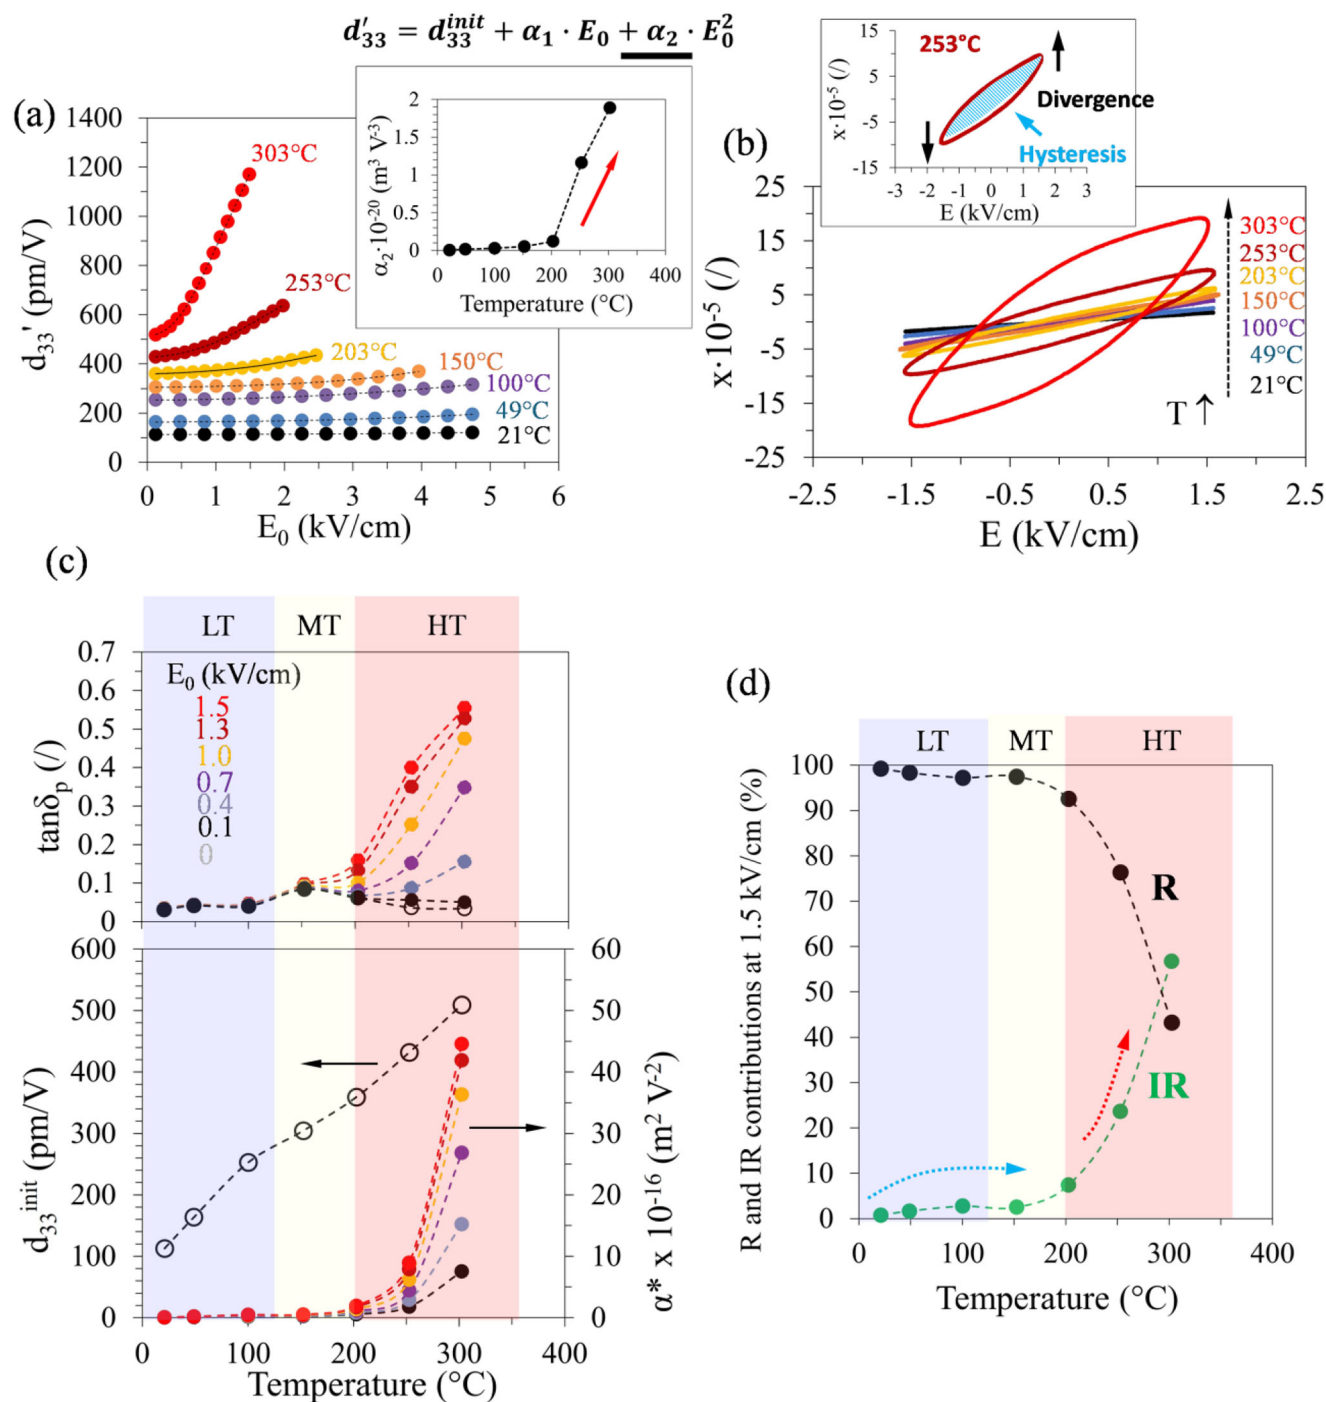 d′₃₃ = d₃₃ⁱⁿⁱᵗ + α₁ · E₀ + α₂ · E₀²
(a)
1400
1200
1000
800
600
400
200
0
d₃₃' (pm/V)
0 1 2 3 4 5 6
E₀ (kV/cm)
303°C
253°C
203°C
150°C
100°C
49°C
21°C
2
1.5
1
0.5
0
α₂·10⁻²⁰ (m³ V⁻³)
0 100 200 300 400
Temperature (°C)
(b)
253°C
15
5
-5
-15
x·10⁻⁵ (/)
Divergence
Hysteresis
-3 -2 -1 0 1 2 3
E (kV/cm)
25
15
5
-5
-15
-25
x·10⁻⁵ (/)
303°C
253°C
203°C
150°C
100°C
49°C
21°C
T ↑
-2.5 -1.5 -0.5 0.5 1.5 2.5
E (kV/cm)
(c)
LT MT HT
0.7
0.6
0.5
0.4
0.3
0.2
0.1
0
tanδₚ (/)
E₀ (kV/cm)
1.5
1.3
1.0
0.7
0.4
0.1
0
600
500
400
300
200
100
0
d₃₃ⁱⁿⁱᵗ (pm/V)
60
50
40
30
20
10
0
α* x 10⁻¹⁶ (m² V⁻²)
0 100 200 300 400
Temperature (°C)
(d)
LT MT HT
100
90
80
70
60
50
40
30
20
10
0
R and IR contributions at 1.5 kV/cm (%)
R
IR
0 100 200 300 400
Temperature (°C)